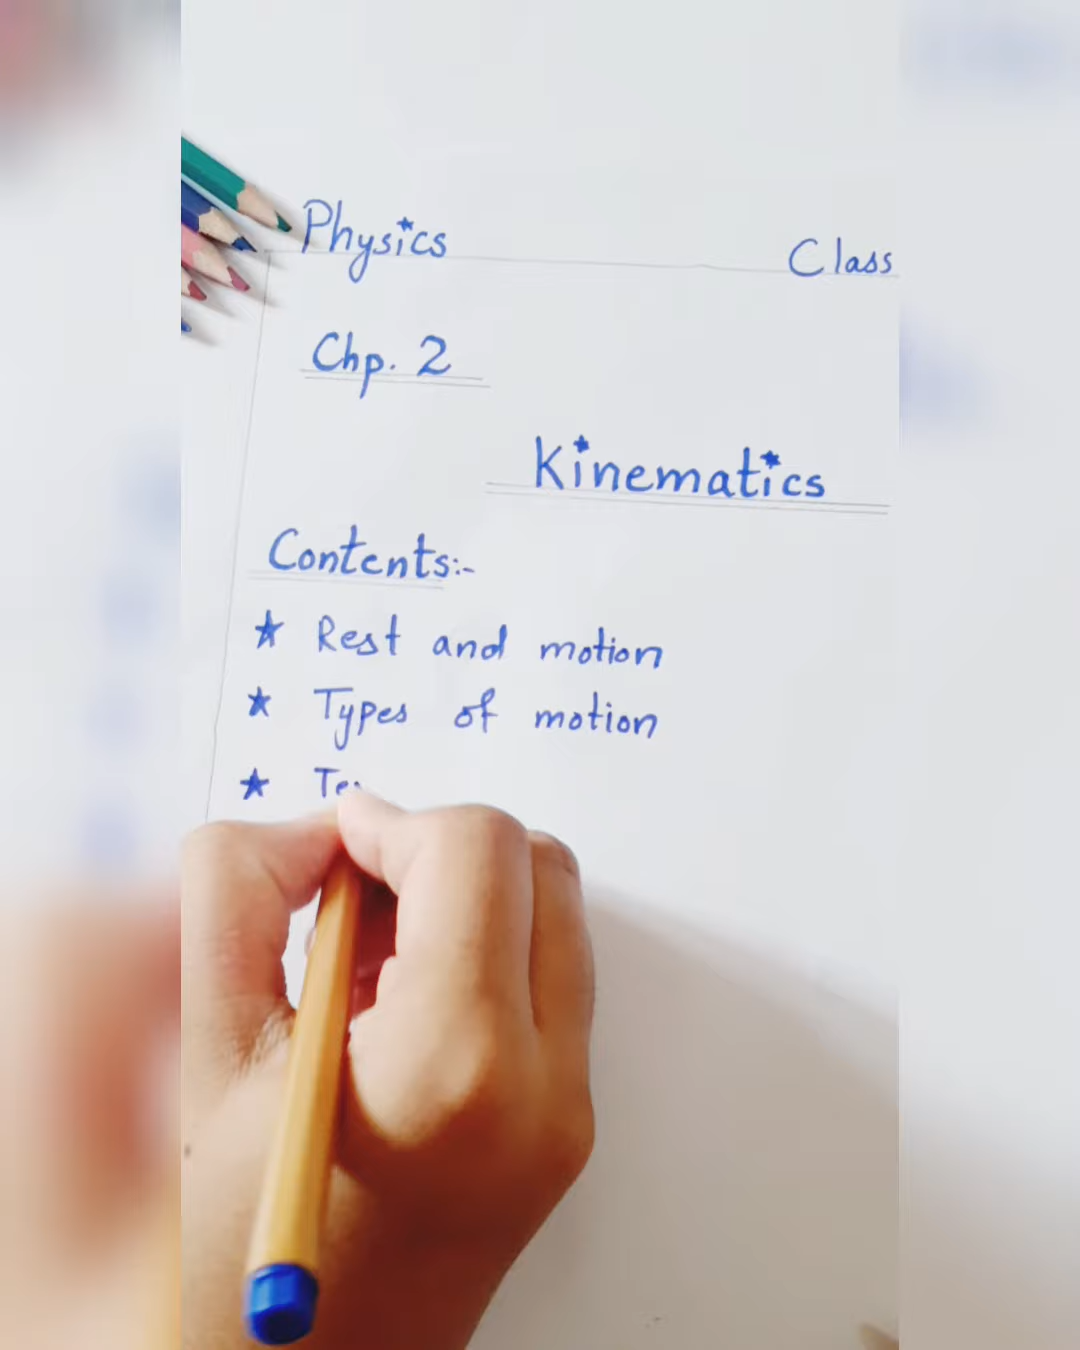 Physics Class
Chp. 2
Kinematics
Contents:-
★ Rest and motion
★ Types of motion
★